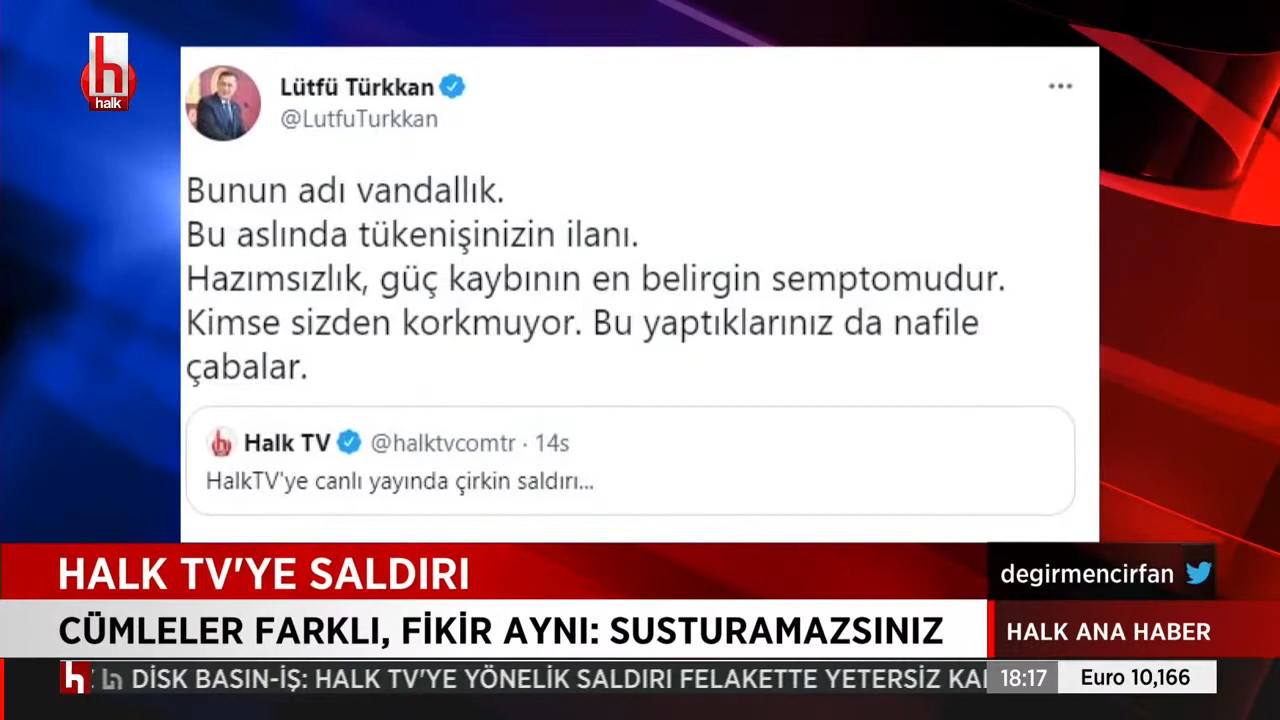 h
halk
Lütfü Türkkan
@LutfuTurkkan
Bunun adı vandallık.
Bu aslında tükenişinizin ilanı.
Hazımsızlık, güç kaybının en belirgin semptomudur.
Kimse sizden korkmuyor. Bu yaptıklarınız da nafile
çabalar.
Halk TV @halktvcomtr · 14s
HalkTV'ye canlı yayında çirkin saldırı...
HALK TV'YE SALDIRI
degirmencirfan
CÜMLELER FARKLI, FİKİR AYNI: SUSTURAMAZSINIZ
HALK ANA HABER
h h DİSK BASIN-İŞ: HALK TV'YE YÖNELİK SALDIRI FELAKETTE YETERSİZ 18:17 Euro 10,166